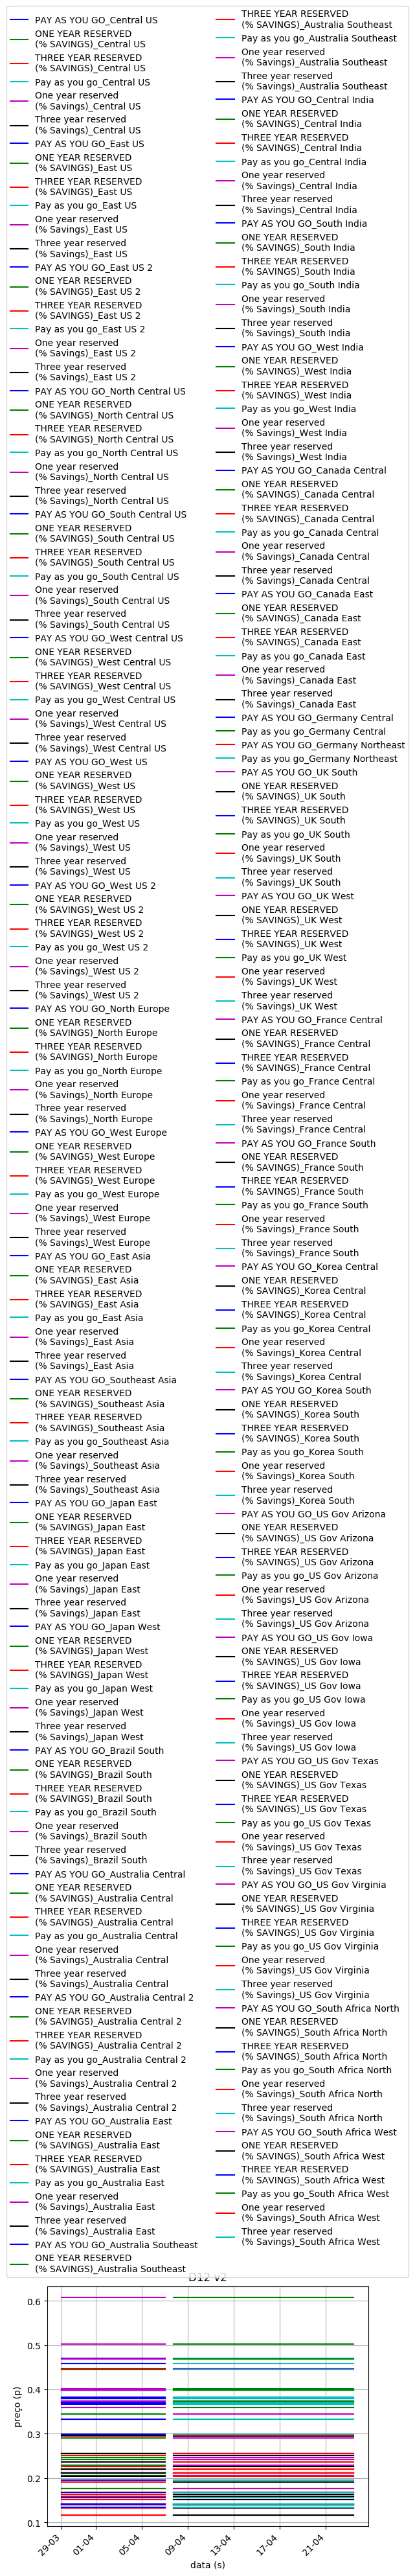 PAY AS YOU GO_Central US
ONE YEAR RESERVED
(% SAVINGS)_Central US
THREE YEAR RESERVED
(% SAVINGS)_Central US
Pay as you go_Central US
One year reserved
(% Savings)_Central US
Three year reserved
(% Savings)_Central US
PAY AS YOU GO_East US
ONE YEAR RESERVED
(% SAVINGS)_East US
THREE YEAR RESERVED
(% SAVINGS)_East US
Pay as you go_East US
One year reserved
(% Savings)_East US
Three year reserved
(% Savings)_East US
PAY AS YOU GO_East US 2
ONE YEAR RESERVED
(% SAVINGS)_East US 2
THREE YEAR RESERVED
(% SAVINGS)_East US 2
Pay as you go_East US 2
One year reserved
(% Savings)_East US 2
Three year reserved
(% Savings)_East US 2
PAY AS YOU GO_North Central US
ONE YEAR RESERVED
(% SAVINGS)_North Central US
THREE YEAR RESERVED
(% SAVINGS)_North Central US
Pay as you go_North Central US
One year reserved
(% Savings)_North Central US
Three year reserved
(% Savings)_North Central US
PAY AS YOU GO_South Central US
ONE YEAR RESERVED
(% SAVINGS)_South Central US
THREE YEAR RESERVED
(% SAVINGS)_South Central US
Pay as you go_South Central US
One year reserved
(% Savings)_South Central US
Three year reserved
(% Savings)_South Central US
PAY AS YOU GO_West Central US
ONE YEAR RESERVED
(% SAVINGS)_West Central US
THREE YEAR RESERVED
(% SAVINGS)_West Central US
Pay as you go_West Central US
One year reserved
(% Savings)_West Central US
Three year reserved
(% Savings)_West Central US
PAY AS YOU GO_West US
ONE YEAR RESERVED
(% SAVINGS)_West US
THREE YEAR RESERVED
(% SAVINGS)_West US
Pay as you go_West US
One year reserved
(% Savings)_West US
Three year reserved
(% Savings)_West US
PAY AS YOU GO_West US 2
ONE YEAR RESERVED
(% SAVINGS)_West US 2
THREE YEAR RESERVED
(% SAVINGS)_West US 2
Pay as you go_West US 2
One year reserved
(% Savings)_West US 2
Three year reserved
(% Savings)_West US 2
PAY AS YOU GO_North Europe
ONE YEAR RESERVED
(% SAVINGS)_North Europe
THREE YEAR RESERVED
(% SAVINGS)_North Europe
Pay as you go_North Europe
One year reserved
(% Savings)_North Europe
Three year reserved
(% Savings)_North Europe
PAY AS YOU GO_West Europe
ONE YEAR RESERVED
(% SAVINGS)_West Europe
THREE YEAR RESERVED
(% SAVINGS)_West Europe
Pay as you go_West Europe
One year reserved
(% Savings)_West Europe
Three year reserved
(% Savings)_West Europe
PAY AS YOU GO_East Asia
ONE YEAR RESERVED
(% SAVINGS)_East Asia
THREE YEAR RESERVED
(% SAVINGS)_East Asia
Pay as you go_East Asia
One year reserved
(% Savings)_East Asia
Three year reserved
(% Savings)_East Asia
PAY AS YOU GO_Southeast Asia
ONE YEAR RESERVED
(% SAVINGS)_Southeast Asia
THREE YEAR RESERVED
(% SAVINGS)_Southeast Asia
Pay as you go_Southeast Asia
One year reserved
(% Savings)_Southeast Asia
Three year reserved
(% Savings)_Southeast Asia
PAY AS YOU GO_Japan East
ONE YEAR RESERVED
(% SAVINGS)_Japan East
THREE YEAR RESERVED
(% SAVINGS)_Japan East
Pay as you go_Japan East
One year reserved
(% Savings)_Japan East
Three year reserved
(% Savings)_Japan East
PAY AS YOU GO_Japan West
ONE YEAR RESERVED
(% SAVINGS)_Japan West
THREE YEAR RESERVED
(% SAVINGS)_Japan West
Pay as you go_Japan West
One year reserved
(% Savings)_Japan West
Three year reserved
(% Savings)_Japan West
PAY AS YOU GO_Brazil South
ONE YEAR RESERVED
(% SAVINGS)_Brazil South
THREE YEAR RESERVED
(% SAVINGS)_Brazil South
Pay as you go_Brazil South
One year reserved
(% Savings)_Brazil South
Three year reserved
(% Savings)_Brazil South
PAY AS YOU GO_Australia Central
ONE YEAR RESERVED
(% SAVINGS)_Australia Central
THREE YEAR RESERVED
(% SAVINGS)_Australia Central
Pay as you go_Australia Central
One year reserved
(% Savings)_Australia Central
Three year reserved
(% Savings)_Australia Central
PAY AS YOU GO_Australia Central 2
ONE YEAR RESERVED
(% SAVINGS)_Australia Central 2
THREE YEAR RESERVED
(% SAVINGS)_Australia Central 2
Pay as you go_Australia Central 2
One year reserved
(% Savings)_Australia Central 2
Three year reserved
(% Savings)_Australia Central 2
PAY AS YOU GO_Australia East
ONE YEAR RESERVED
(% SAVINGS)_Australia East
THREE YEAR RESERVED
(% SAVINGS)_Australia East
Pay as you go_Australia East
One year reserved
(% Savings)_Australia East
Three year reserved
(% Savings)_Australia East
PAY AS YOU GO_Australia Southeast
ONE YEAR RESERVED
(% SAVINGS)_Australia Southeast
THREE YEAR RESERVED
(% SAVINGS)_Australia Southeast
Pay as you go_Australia Southeast
One year reserved
(% Savings)_Australia Southeast
Three year reserved
(% Savings)_Australia Southeast
PAY AS YOU GO_Central India
ONE YEAR RESERVED
(% SAVINGS)_Central India
THREE YEAR RESERVED
(% SAVINGS)_Central India
Pay as you go_Central India
One year reserved
(% Savings)_Central India
Three year reserved
(% Savings)_Central India
PAY AS YOU GO_South India
ONE YEAR RESERVED
(% SAVINGS)_South India
THREE YEAR RESERVED
(% SAVINGS)_South India
Pay as you go_South India
One year reserved
(% Savings)_South India
Three year reserved
(% Savings)_South India
PAY AS YOU GO_West India
ONE YEAR RESERVED
(% SAVINGS)_West India
THREE YEAR RESERVED
(% SAVINGS)_West India
Pay as you go_West India
One year reserved
(% Savings)_West India
Three year reserved
(% Savings)_West India
PAY AS YOU GO_Canada Central
ONE YEAR RESERVED
(% SAVINGS)_Canada Central
THREE YEAR RESERVED
(% SAVINGS)_Canada Central
Pay as you go_Canada Central
One year reserved
(% Savings)_Canada Central
Three year reserved
(% Savings)_Canada Central
PAY AS YOU GO_Canada East
ONE YEAR RESERVED
(% SAVINGS)_Canada East
THREE YEAR RESERVED
(% SAVINGS)_Canada East
Pay as you go_Canada East
One year reserved
(% Savings)_Canada East
Three year reserved
(% Savings)_Canada East
PAY AS YOU GO_Germany Central
Pay as you go_Germany Central
PAY AS YOU GO_Germany Northeast
Pay as you go_Germany Northeast
PAY AS YOU GO_UK South
ONE YEAR RESERVED
(% SAVINGS)_UK South
THREE YEAR RESERVED
(% SAVINGS)_UK South
Pay as you go_UK South
One year reserved
(% Savings)_UK South
Three year reserved
(% Savings)_UK South
PAY AS YOU GO_UK West
ONE YEAR RESERVED
(% SAVINGS)_UK West
THREE YEAR RESERVED
(% SAVINGS)_UK West
Pay as you go_UK West
One year reserved
(% Savings)_UK West
Three year reserved
(% Savings)_UK West
PAY AS YOU GO_France Central
ONE YEAR RESERVED
(% SAVINGS)_France Central
THREE YEAR RESERVED
(% SAVINGS)_France Central
Pay as you go_France Central
One year reserved
(% Savings)_France Central
Three year reserved
(% Savings)_France Central
PAY AS YOU GO_France South
ONE YEAR RESERVED
(% SAVINGS)_France South
THREE YEAR RESERVED
(% SAVINGS)_France South
Pay as you go_France South
One year reserved
(% Savings)_France South
Three year reserved
(% Savings)_France South
PAY AS YOU GO_Korea Central
ONE YEAR RESERVED
(% SAVINGS)_Korea Central
THREE YEAR RESERVED
(% SAVINGS)_Korea Central
Pay as you go_Korea Central
One year reserved
(% Savings)_Korea Central
Three year reserved
(% Savings)_Korea Central
PAY AS YOU GO_Korea South
ONE YEAR RESERVED
(% SAVINGS)_Korea South
THREE YEAR RESERVED
(% SAVINGS)_Korea South
Pay as you go_Korea South
One year reserved
(% Savings)_Korea South
Three year reserved
(% Savings)_Korea South
PAY AS YOU GO_US Gov Arizona
ONE YEAR RESERVED
(% SAVINGS)_US Gov Arizona
THREE YEAR RESERVED
(% SAVINGS)_US Gov Arizona
Pay as you go_US Gov Arizona
One year reserved
(% Savings)_US Gov Arizona
Three year reserved
(% Savings)_US Gov Arizona
PAY AS YOU GO_US Gov Iowa
ONE YEAR RESERVED
(% SAVINGS)_US Gov Iowa
THREE YEAR RESERVED
(% SAVINGS)_US Gov Iowa
Pay as you go_US Gov Iowa
One year reserved
(% Savings)_US Gov Iowa
Three year reserved
(% Savings)_US Gov Iowa
PAY AS YOU GO_US Gov Texas
ONE YEAR RESERVED
(% SAVINGS)_US Gov Texas
THREE YEAR RESERVED
(% SAVINGS)_US Gov Texas
Pay as you go_US Gov Texas
One year reserved
(% Savings)_US Gov Texas
Three year reserved
(% Savings)_US Gov Texas
PAY AS YOU GO_US Gov Virginia
ONE YEAR RESERVED
(% SAVINGS)_US Gov Virginia
THREE YEAR RESERVED
(% SAVINGS)_US Gov Virginia
Pay as you go_US Gov Virginia
One year reserved
(% Savings)_US Gov Virginia
Three year reserved
(% Savings)_US Gov Virginia
PAY AS YOU GO_South Africa North
ONE YEAR RESERVED
(% SAVINGS)_South Africa North
THREE YEAR RESERVED
(% SAVINGS)_South Africa North
Pay as you go_South Africa North
One year reserved
(% Savings)_South Africa North
Three year reserved
(% Savings)_South Africa North
PAY AS YOU GO_South Africa West
ONE YEAR RESERVED
(% SAVINGS)_South Africa West
THREE YEAR RESERVED
(% SAVINGS)_South Africa West
Pay as you go_South Africa West
One year reserved
(% Savings)_South Africa West
Three year reserved
(% Savings)_South Africa West
D12 v2
0.6
0.5
0.4
0.3
0.2
0.1
preço (p)
29-03
01-04
05-04
09-04
13-04
17-04
21-04
data (s)